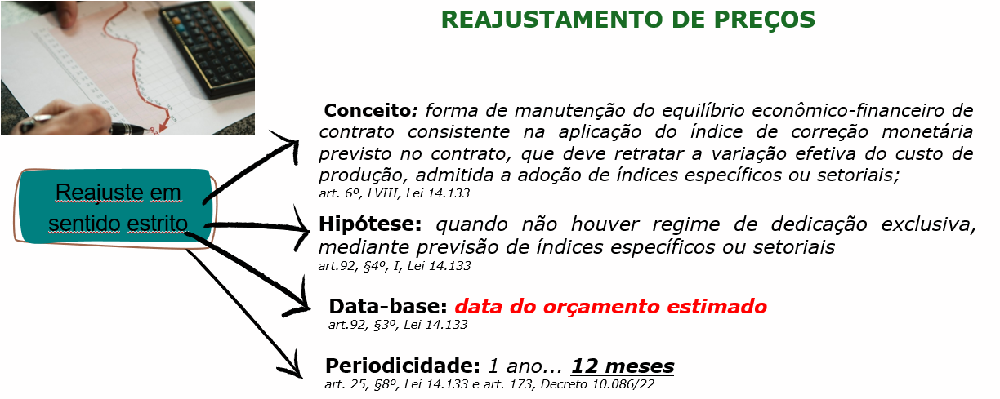 REAJUSTAMENTO DE PREÇOS
Conceito: forma de manutenção do equilíbrio econômico-financeiro de
contrato consistente na aplicação do índice de correção monetária
previsto no contrato, que deve retratar a variação efetiva do custo de
produção, admitida a adoção de índices específicos ou setoriais;
art. 6º, LVIII, Lei 14.133
Reajuste em
sentido estrito
Hipótese: quando não houver regime de dedicação exclusiva,
mediante previsão de índices específicos ou setoriais
art.92, §4º, I, Lei 14.133
Data-base: data do orçamento estimado
art.92, §3º, Lei 14.133
Periodicidade: 1 ano... 12 meses
art. 25, §8º, Lei 14.133 e art. 173, Decreto 10.086/22